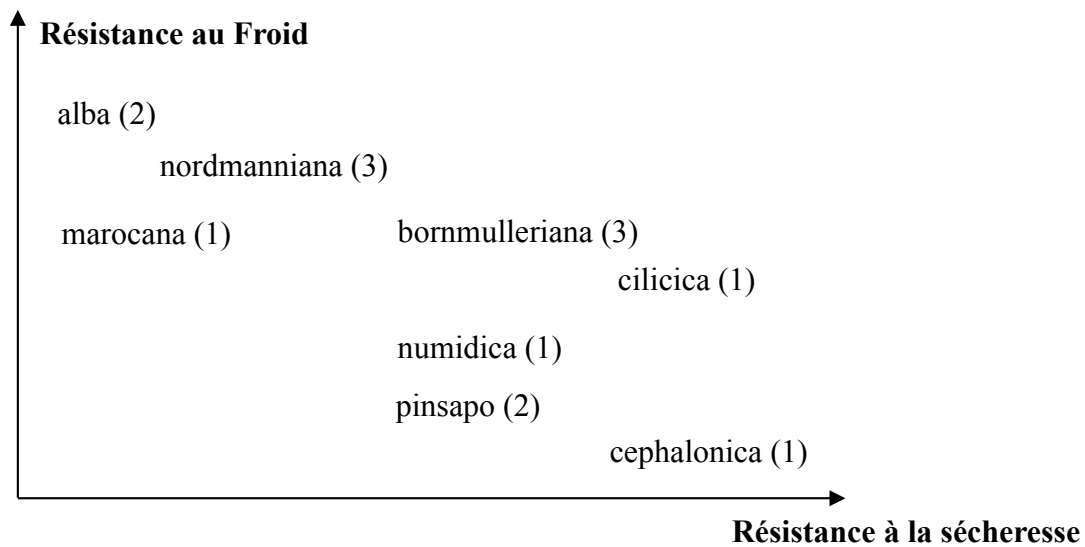 Résistance au Froid
alba (2)
nordmanniana (3)
marocana (1)
bornmulleriana (3)
cilicica (1)
numidica (1)
pinsapo (2)
cephalonica (1)
Résistance à la sécheresse